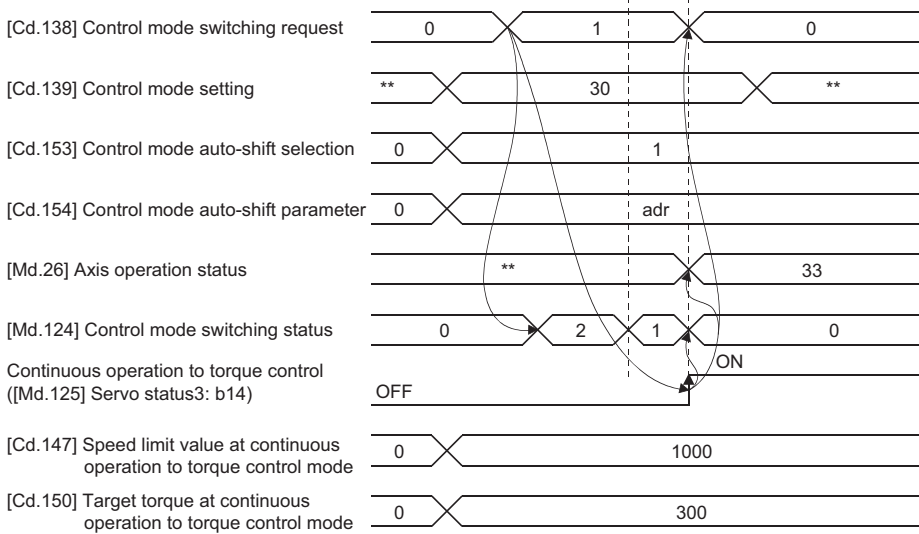 [Cd.138] Control mode switching request 0 1 0
[Cd.139] Control mode setting ** 30 **
[Cd.153] Control mode auto-shift selection 0 1
[Cd.154] Control mode auto-shift parameter 0 adr
[Md.26] Axis operation status ** 33
[Md.124] Control mode switching status 0 2 1 0
Continuous operation to torque control
([Md.125] Servo status3: b14) OFF ON
[Cd.147] Speed limit value at continuous
operation to torque control mode 0 1000
[Cd.150] Target torque at continuous
operation to torque control mode 0 300